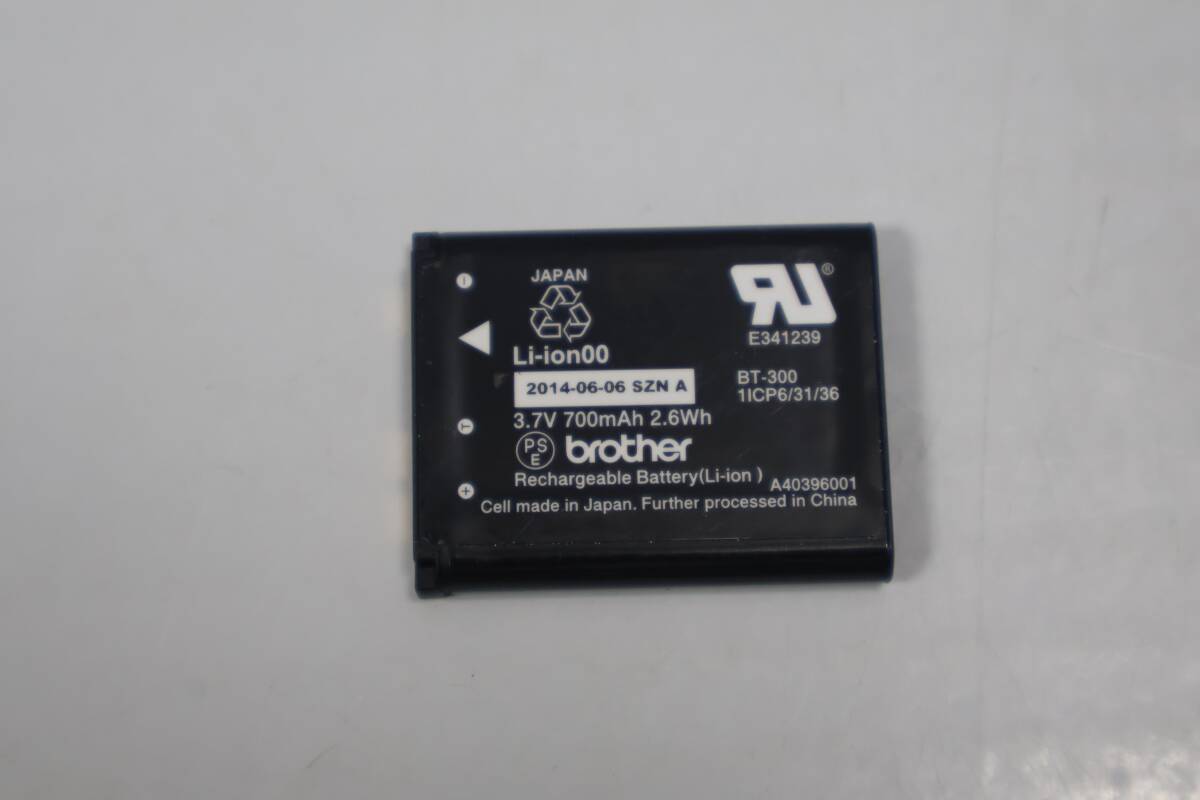 JAPAN
Li-ion00
2014-06-06 SZN A
3.7V 700mAh 2.6Wh
PS
E
brother
Rechargeable Battery(Li-ion )
®
E341239
BT-300
1ICP6/31/36
A40396001
Cell made in Japan. Further processed in China
−
T
+